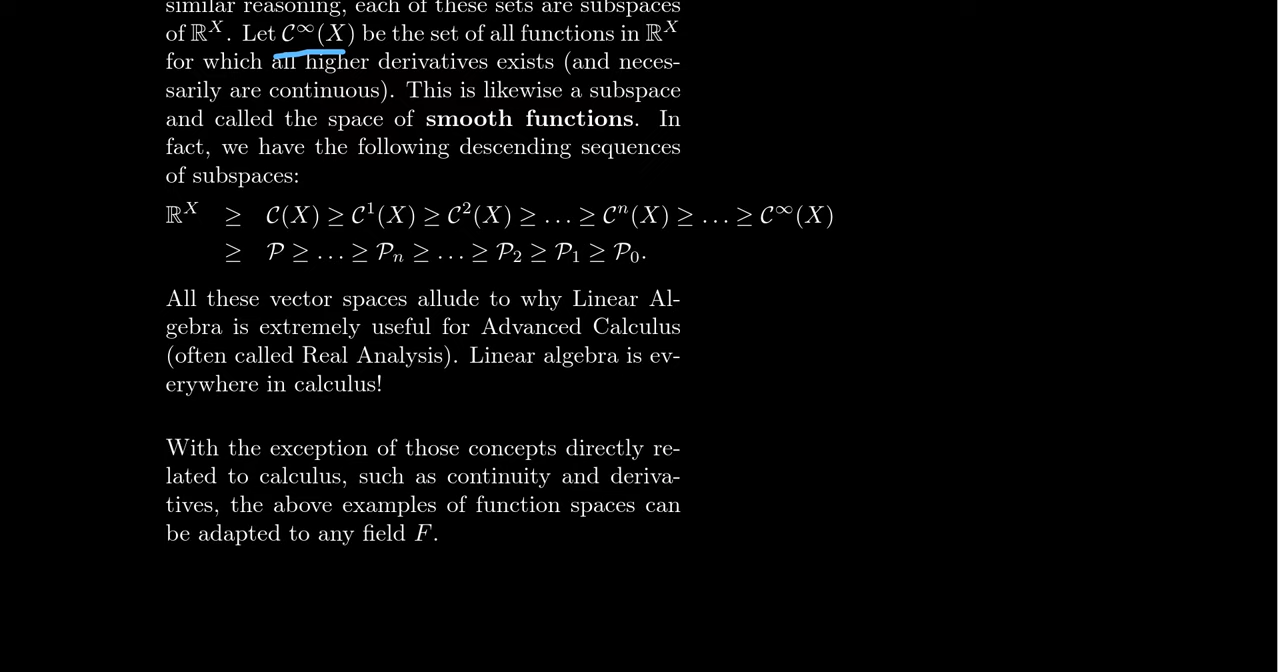 similar reasoning, each of these sets are subspaces
of ℝ^X. Let 𝒞^∞(X) be the set of all functions in ℝ^X
for which all higher derivatives exists (and neces-
sarily are continuous). This is likewise a subspace
and called the space of smooth functions. In
fact, we have the following descending sequences
of subspaces:
ℝ^X ≥ 𝒞(X) ≥ 𝒞^1(X) ≥ 𝒞^2(X) ≥ … ≥ 𝒞^n(X) ≥ … ≥ 𝒞^∞(X)
≥ 𝒫 ≥ … ≥ 𝒫_n ≥ … ≥ 𝒫_2 ≥ 𝒫_1 ≥ 𝒫_0.
All these vector spaces allude to why Linear Al-
gebra is extremely useful for Advanced Calculus
(often called Real Analysis). Linear algebra is ev-
erywhere in calculus!
With the exception of those concepts directly re-
lated to calculus, such as continuity and deriva-
tives, the above examples of function spaces can
be adapted to any field F.